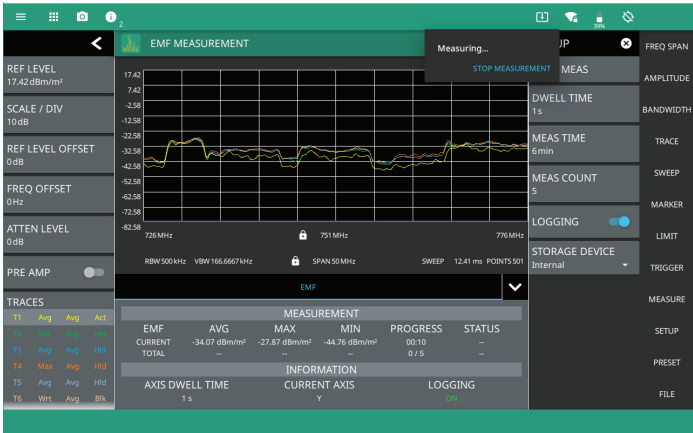 2
39%
EMF MEASUREMENT
Measuring...
STOP MEASUREMENT
UP
MEAS
REF LEVEL
17.42 dBm/m²
SCALE / DIV
10 dB
REF LEVEL OFFSET
0 dB
FREQ OFFSET
0 Hz
ATTEN LEVEL
0 dB
PRE AMP
TRACES
T1 Avg Avg Act
T2 Wrt Avg Hld
T3 Avg Avg Hld
T4 Max Avg Hld
T5 Avg Avg Hld
T6 Wrt Avg Blk
17.42
7.42
-2.58
-12.58
-22.58
-32.58
-42.58
-52.58
-62.58
-72.58
-82.58
726 MHz 751 MHz 776 MHz
RBW 500 kHz VBW 166.6667 kHz SPAN 50 MHz SWEEP 12.41 ms POINTS 501
EMF
MEASUREMENT
EMF AVG MAX MIN PROGRESS STATUS
CURRENT -34.07 dBm/m² -27.87 dBm/m² -44.76 dBm/m² 00:10 --
TOTAL -- -- -- 0 / 5 --
INFORMATION
AXIS DWELL TIME CURRENT AXIS LOGGING
1 s Y ON
DWELL TIME
1 s
MEAS TIME
6 min
MEAS COUNT
5
LOGGING
STORAGE DEVICE
Internal
FREQ SPAN
AMPLITUDE
BANDWIDTH
TRACE
SWEEP
MARKER
LIMIT
TRIGGER
MEASURE
SETUP
PRESET
FILE